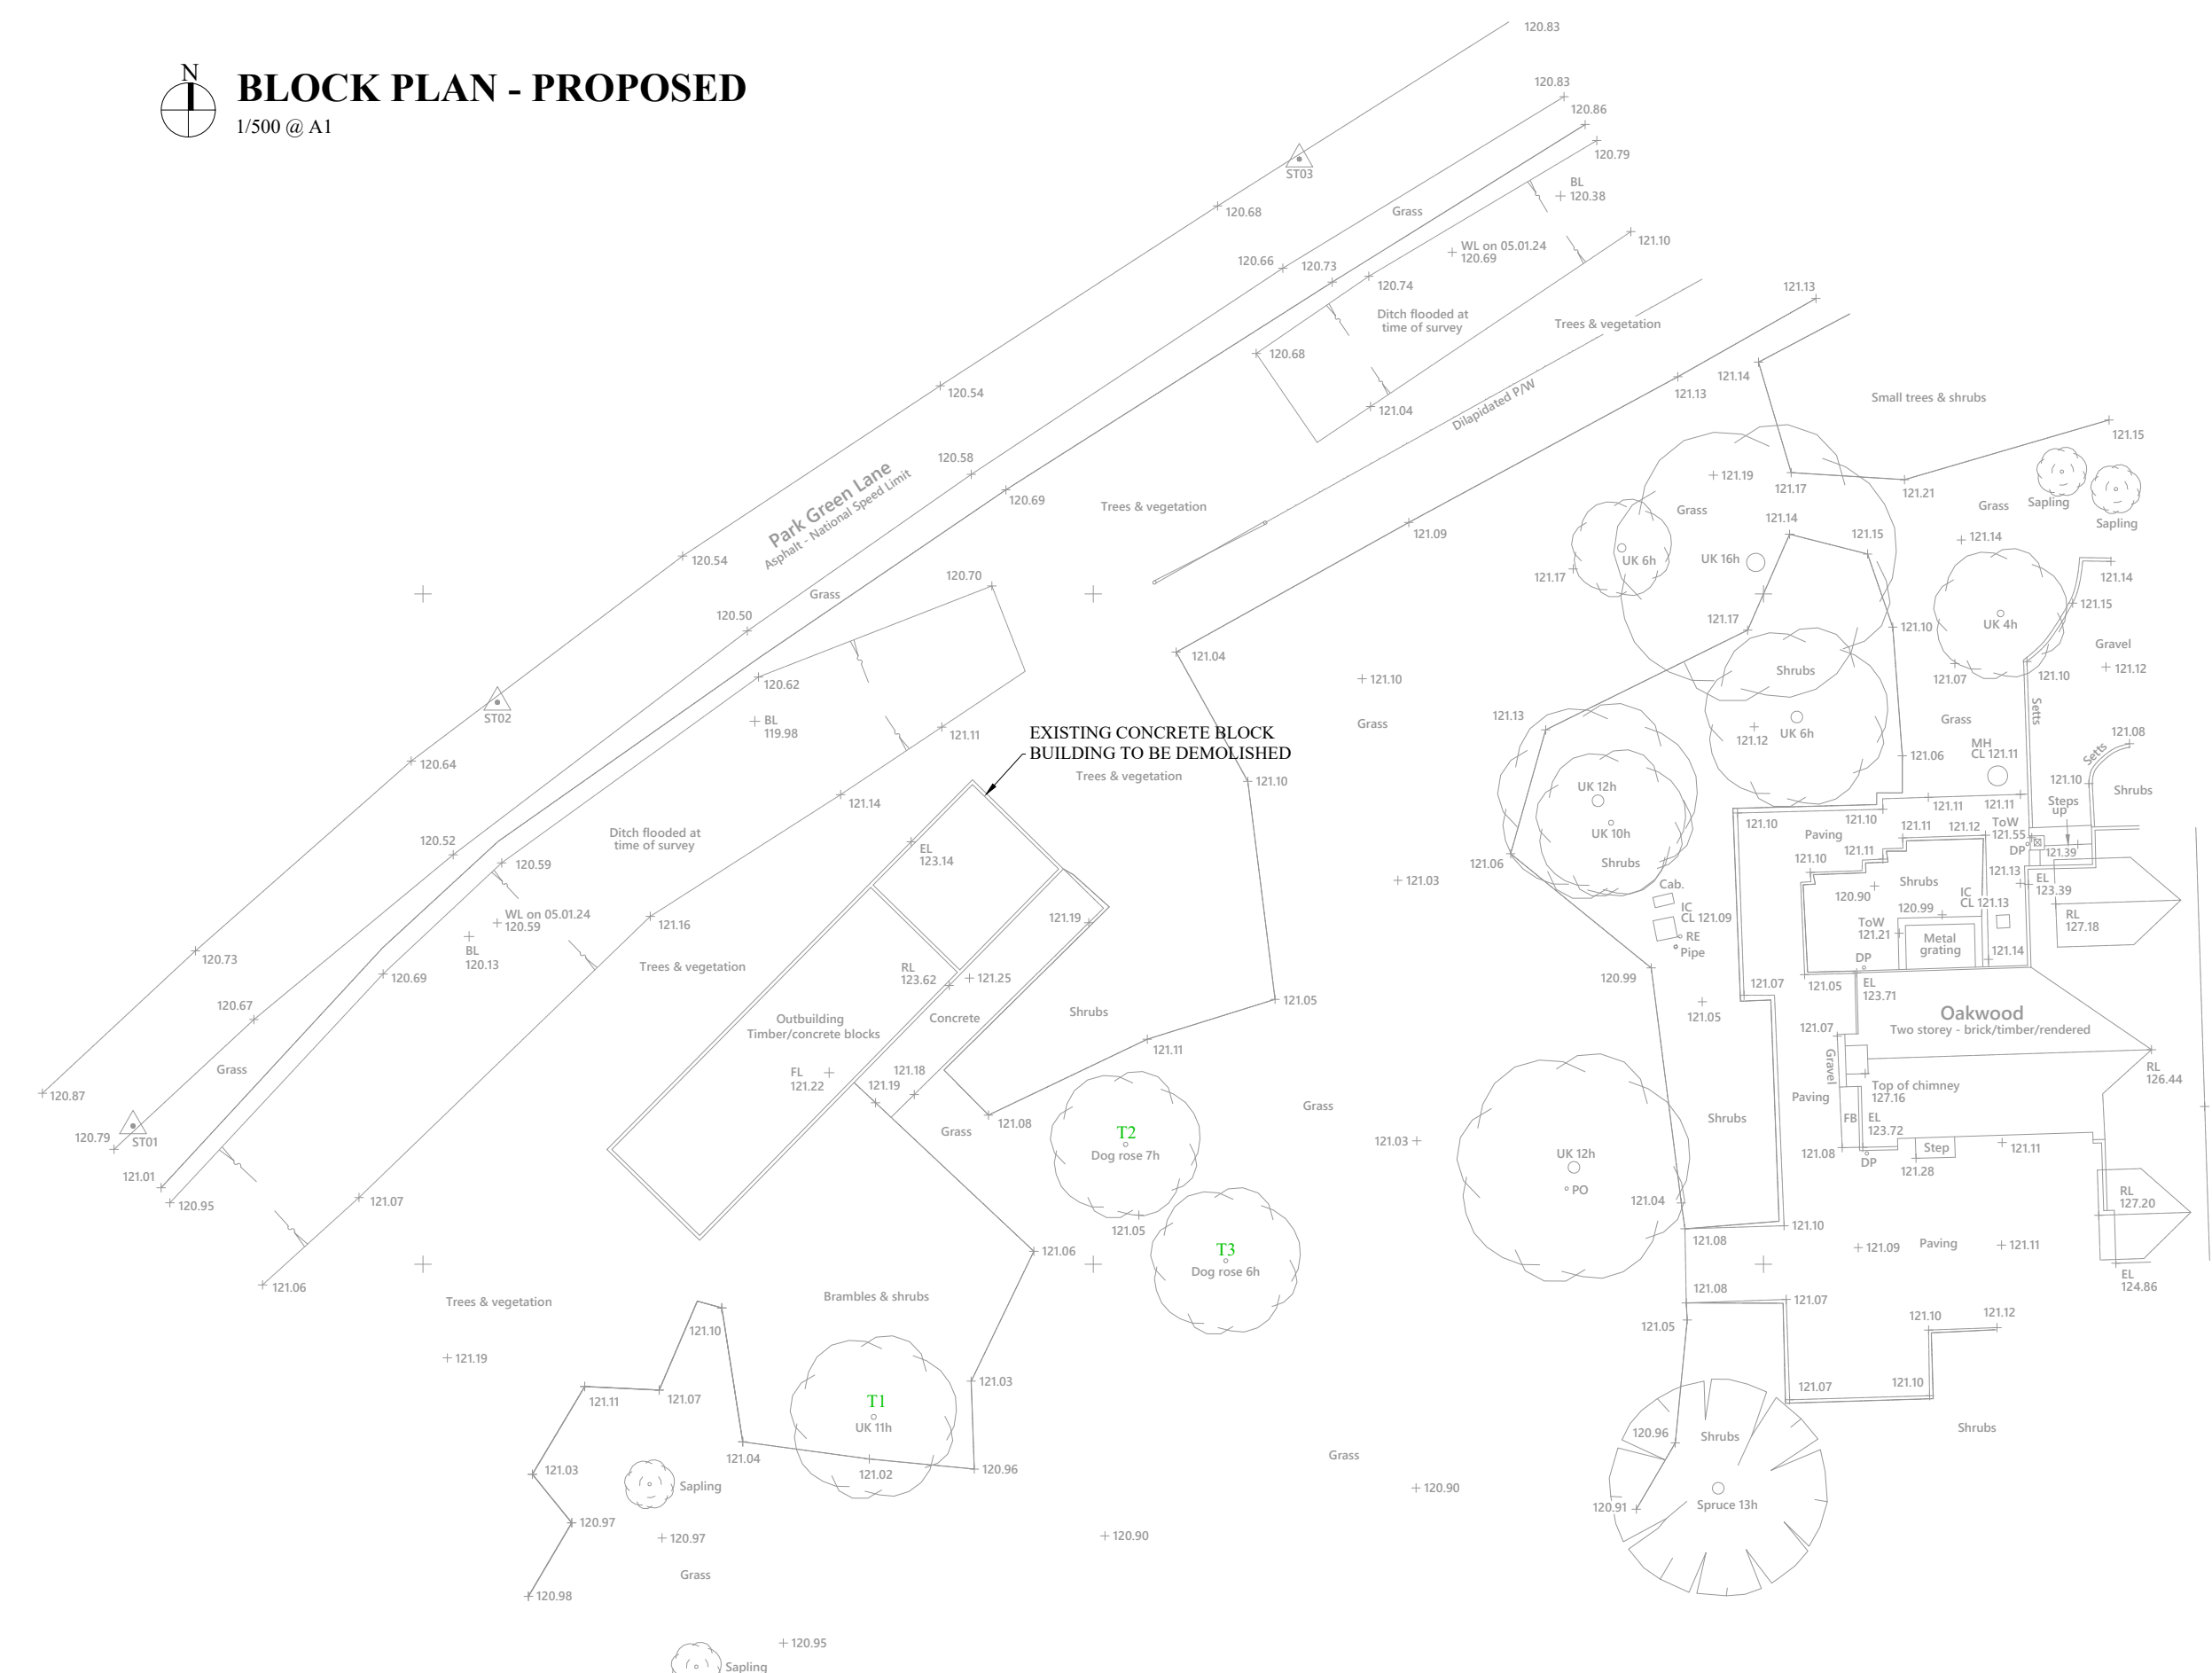 N
BLOCK PLAN - PROPOSED
1/500 @ A1
120.83
120.83
120.86
120.79
ST03
BL
120.38
120.68
Grass
121.10
WL on 05.01.24
120.69
120.66
120.73
120.74
121.13
Ditch flooded at
time of survey
Trees & vegetation
120.68
121.14
121.13
120.54
121.04
Dilapidated P/W
Small trees & shrubs
121.15
120.58
Park Green Lane
Asphalt - National Speed Limit
120.69
121.19
121.17
121.21
Sapling
Sapling
Trees & vegetation
Grass
Grass
121.14
121.15
121.14
121.09
120.54
UK 6h
UK 16h
121.17
121.14
120.70
Grass
120.50
121.15
UK 4h
121.17
121.10
Gravel
121.04
121.12
120.62
121.10
Shrubs
121.07
121.10
ST02
BL
119.98
Grass
121.13
Setts
Grass
121.11
EXISTING CONCRETE BLOCK
BUILDING TO BE DEMOLISHED
UK 6h
121.12
121.08
MH
CL 121.11
Setts
120.64
121.06
Trees & vegetation
121.10
121.10
UK 12h
121.14
121.11
121.11
Steps
up
Shrubs
121.10
121.10
UK 10h
Ditch flooded at
time of survey
Paving
121.11
121.12
ToW
121.55
DP
121.39
120.52
EL
123.14
121.06
Shrubs
121.11
121.10
120.59
121.03
Cab.
121.13
EL
123.39
Shrubs
120.90
IC
CL 121.09
IC
CL 121.13
120.99
WL on 05.01.24
120.59
121.16
121.19
RL
127.18
ToW
121.21
RE
Pipe
Metal
grating
121.14
BL
120.13
120.73
Trees & vegetation
DP
120.69
RL
123.62
121.25
120.99
121.07
121.05
EL
123.71
120.67
121.05
Outbuilding
Timber/concrete blocks
Concrete
Shrubs
121.05
Oakwood
Two storey - brick/timber/rendered
121.07
121.11
Grass
FL
121.22
121.18
121.19
Gravel
RL
126.44
120.87
Top of chimney
127.16
Paving
Grass
121.08
Shrubs
FB
EL
123.72
ST01
120.79
Grass
T2
Dog rose 7h
121.03
UK 12h
121.08
DP
Step
121.11
121.28
121.01
120.95
121.07
PO
121.04
RL
127.20
121.05
121.10
121.08
T3
Dog rose 6h
121.06
121.09
Paving
121.11
EL
124.86
121.06
Trees & vegetation
Brambles & shrubs
121.08
121.07
121.10
121.12
121.10
121.05
121.19
121.03
121.11
121.07
T1
UK 11h
121.07
121.10
Shrubs
120.96
Shrubs
Grass
121.04
121.02
120.96
121.03
Sapling
120.90
120.91
Spruce 13h
120.97
120.97
120.90
Grass
120.98
120.95
Sapling